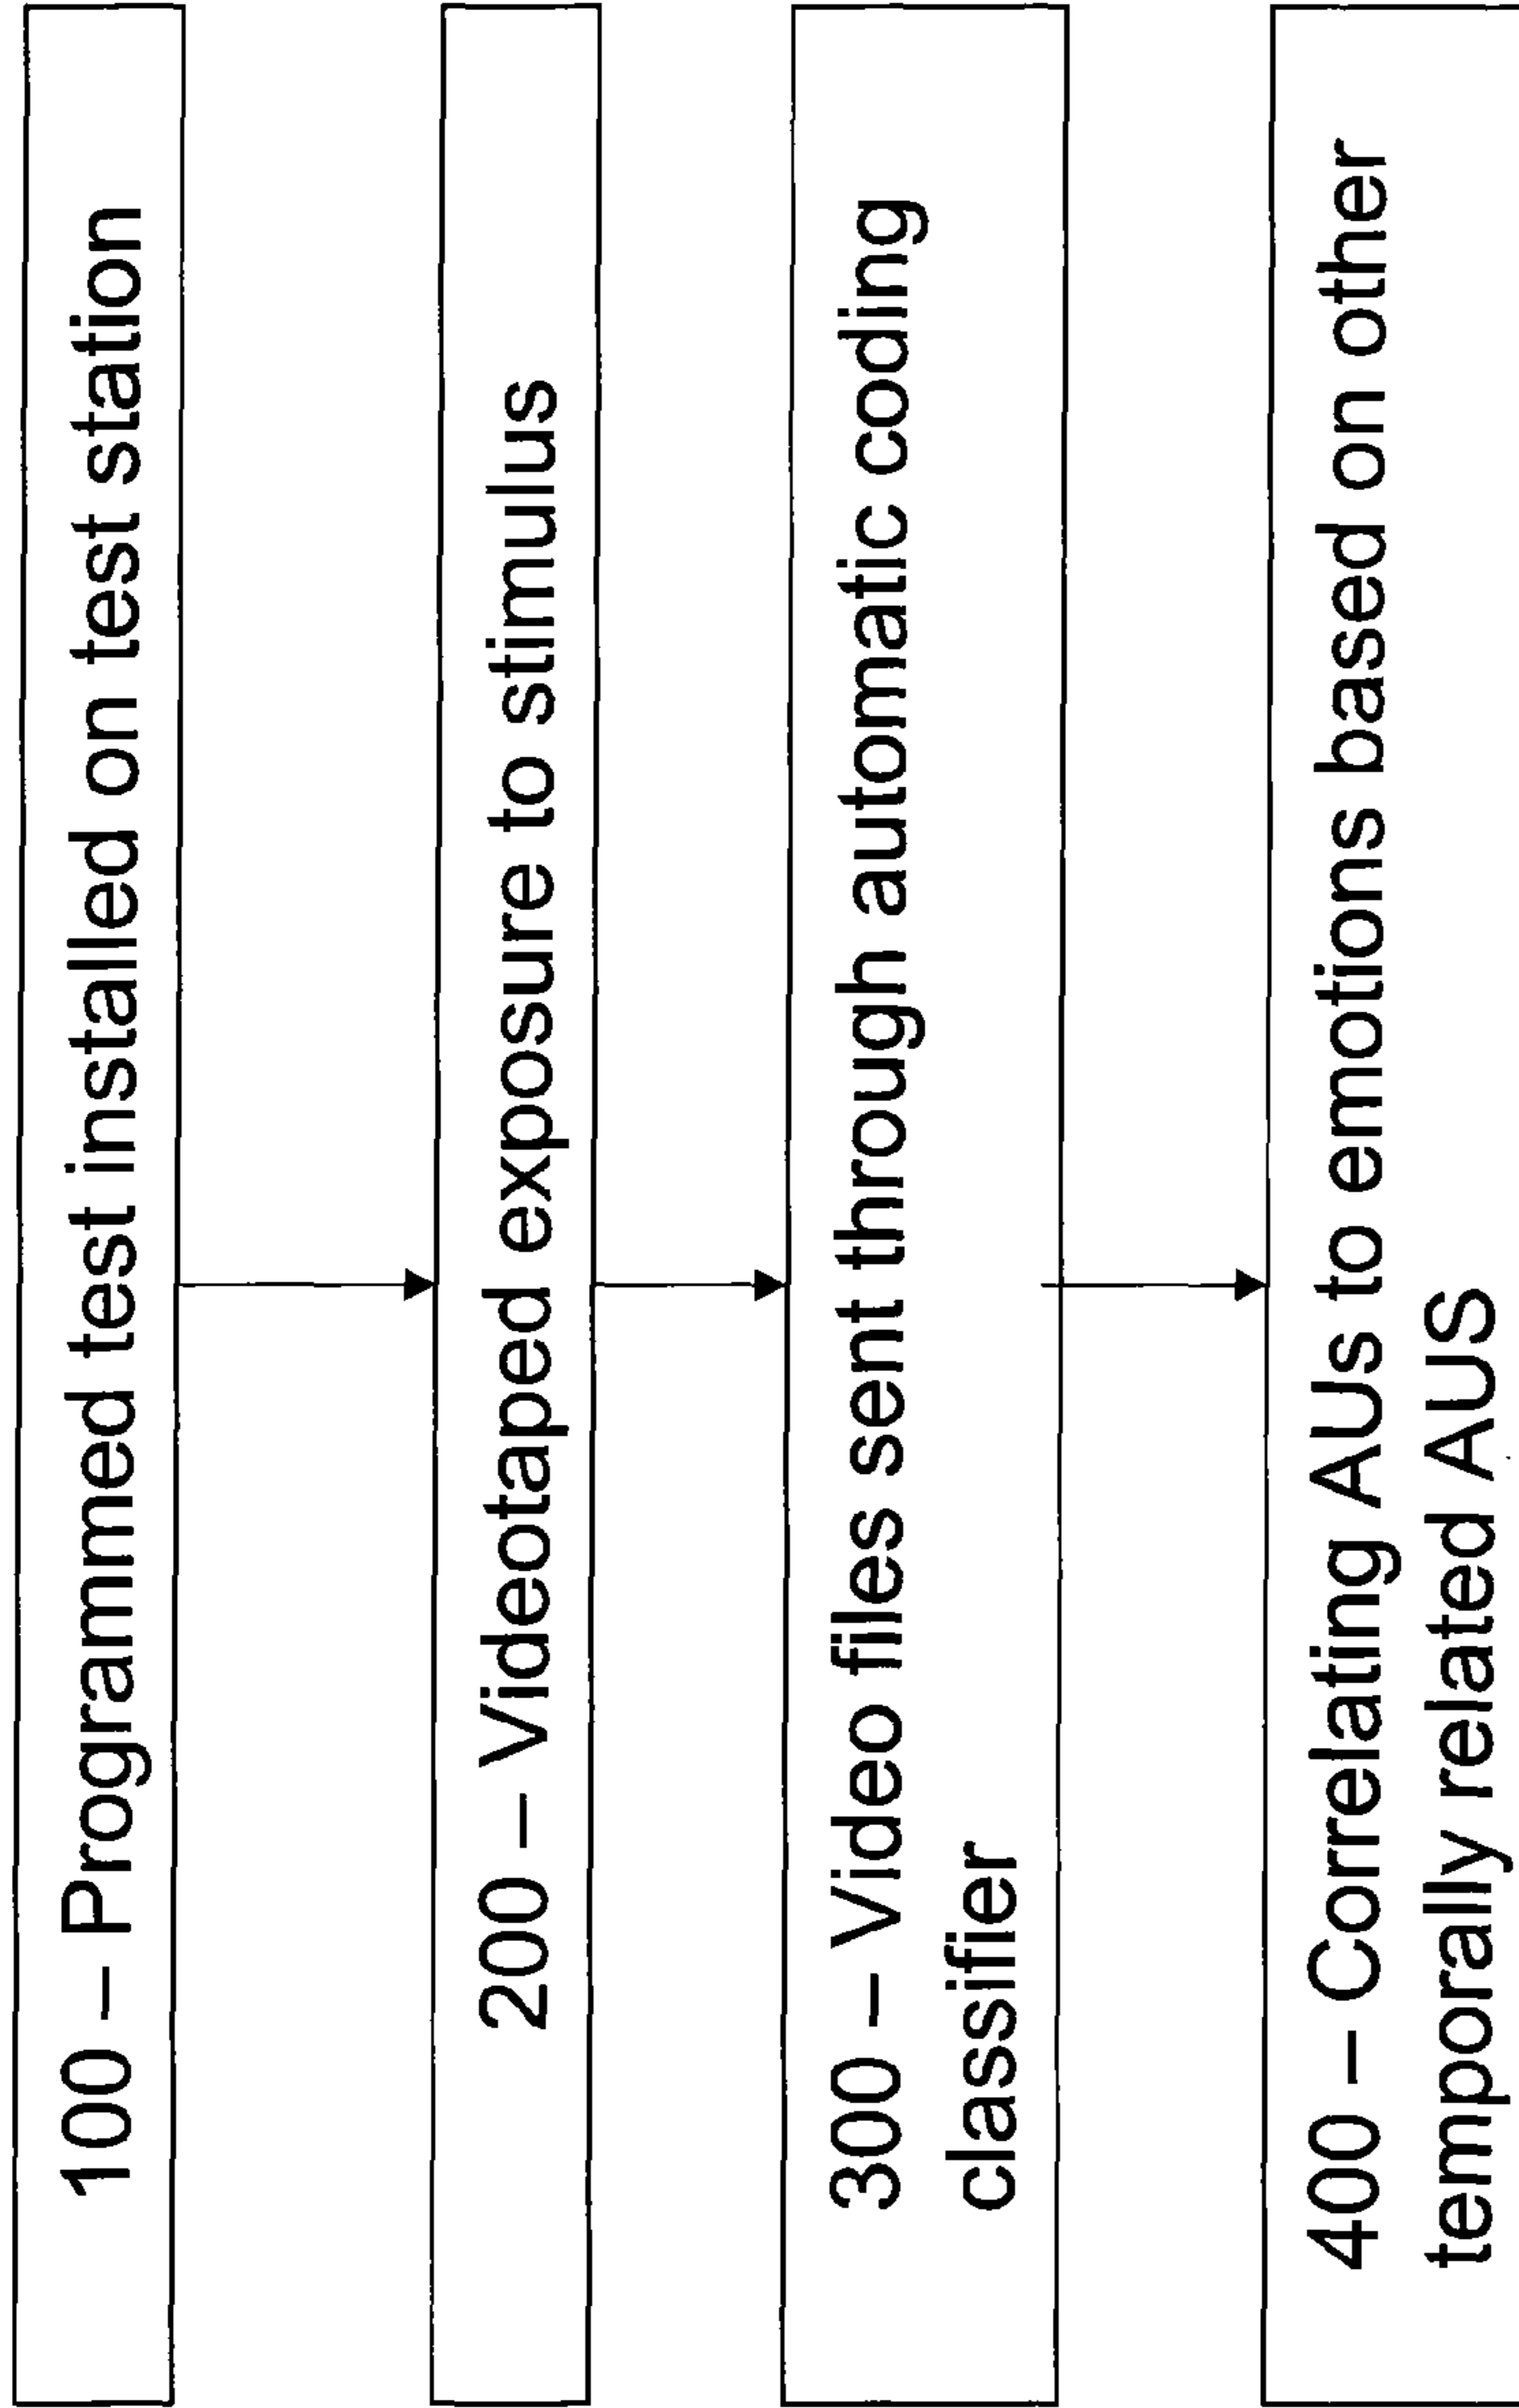 100 – Programmed test installed on test station
200 – Videotaped exposure to stimulus
300 – Video files sent through automatic coding
classifier
400 – Correlating AUs to emotions based on other
temporally related AUS